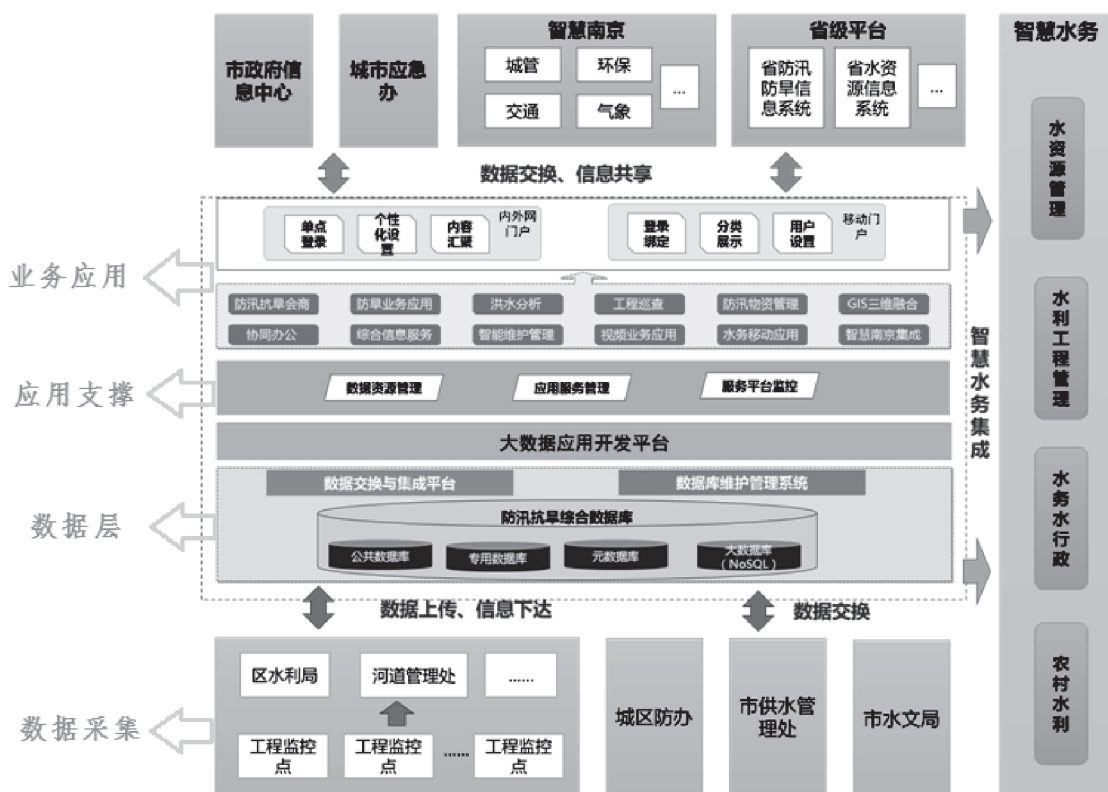 市政府信
息中心
城市应急
办
智慧南京
城管
环保
交通
气象
...
省级平台
省防汛
防旱信
息系统
省水资
源信息
系统
...
智慧水务
水资源管理
水利工程管理
水务水行政
农村水利
数据交换、信息共享
单点
登录
个性
化设
置
内容
汇聚
内外网
门户
登录
绑定
分类
展示
用户
设置
移动门
户
业务应用
防汛抗旱会商
防旱业务应用
洪水分析
工程巡查
防汛物资管理
GIS三维融合
协同办公
综合信息服务
智能维护管理
视频业务应用
水务移动应用
智慧南京集成
智慧水务集成
应用支撑
数据资源管理
应用服务管理
服务平台监控
大数据应用开发平台
数据层
数据交换与集成平台
数据库维护管理系统
防汛抗旱综合数据库
公共数据库
专用数据库
元数据库
大数据库
（NoSQL）
数据上传、信息下达
数据交换
数据采集
区水利局
河道管理处
......
工程监控
点
工程监控
点
......
工程监控
点
城区防办
市供水管
理处
市水文局